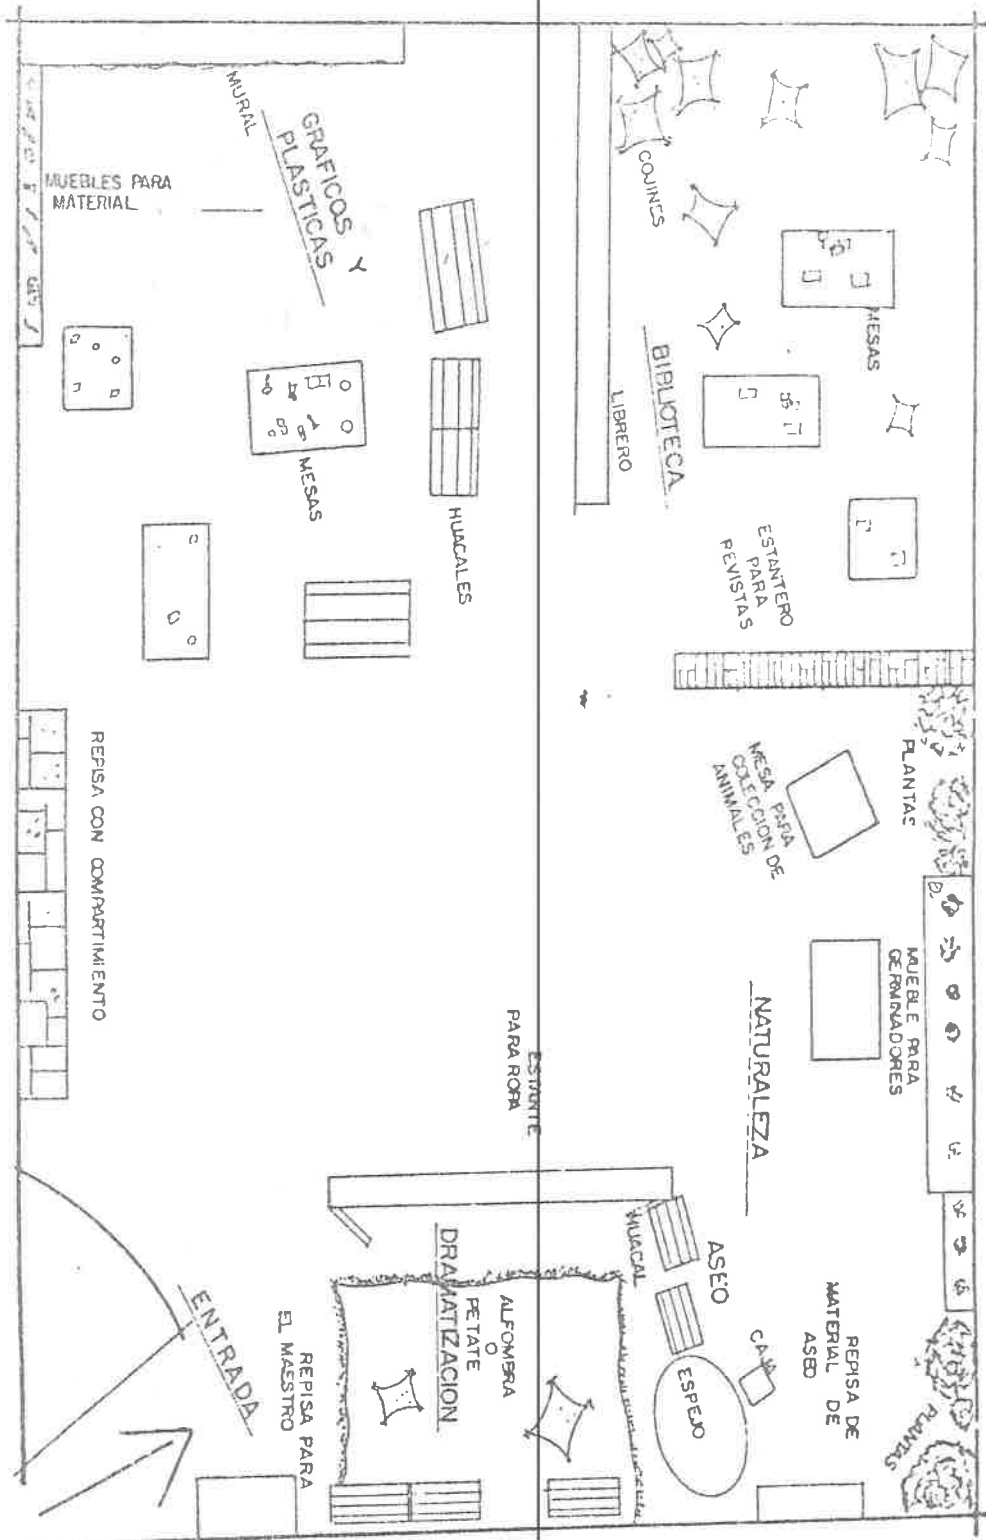 MURAL
GRAFICOS Y
PLASTICAS
MUEBLES PARA
MATERIAL
MESAS
HUACALES
REPISA CON COMPARTIMIENTO
COJINES
BIBLIOTECA
LIBRERO
MESAS
ESTANTERO
PARA
REVISTAS
PLANTAS
MESA PARA
COLECCION DE
ANIMALES
MUEBLE PARA
GERMINADORES
NATURALEZA
ESTANTE
PARA ROPA
HUACAL
ASEO
REPISA DE
MATERIAL DE
ASEO
CAJA
ESPEJO
PLANTAS
DRAMATIZACION
ALFOMBRA
O
PETATE
ENTRADA
REPISA PARA
EL MAESTRO